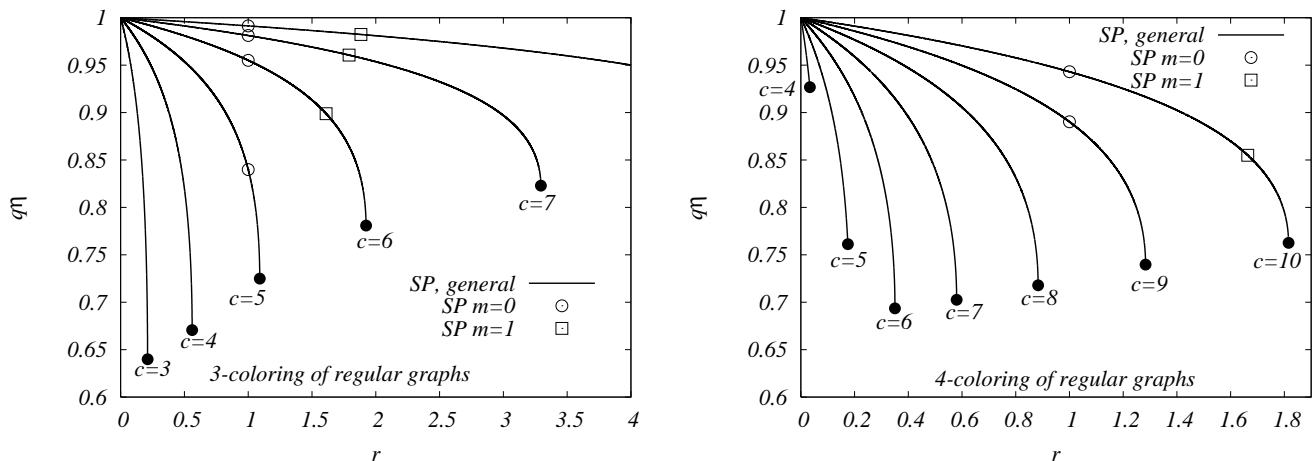 1
0.95
0.9
0.85
0.8
0.75
0.7
0.65
0.6
qη
0 0.5 1 1.5 2 2.5 3 3.5 4
r
c=3
c=4
c=5
c=6
c=7
SP, general
SP m=0
SP m=1
3-coloring of regular graphs
1
0.95
0.9
0.85
0.8
0.75
0.7
0.65
0.6
qη
0 0.2 0.4 0.6 0.8 1 1.2 1.4 1.6 1.8
r
SP, general
SP m=0
SP m=1
c=4
c=5
c=6
c=7
c=8
c=9
c=10
4-coloring of regular graphs